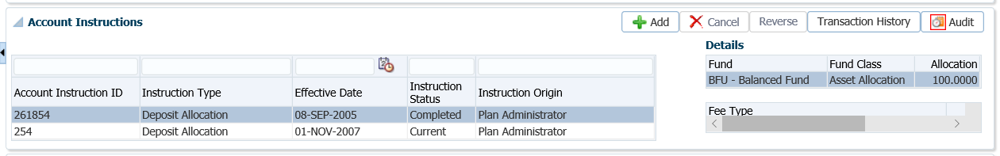 Account Instructions
Add Cancel Reverse Transaction History Audit
Details
Fund Fund Class Allocation
BFU - Balanced Fund Asset Allocation 100.0000
Account Instruction ID Instruction Type Effective Date Instruction Status Instruction Origin
261854 Deposit Allocation 08-SEP-2005 Completed Plan Administrator
254 Deposit Allocation 01-NOV-2007 Current Plan Administrator
Fee Type